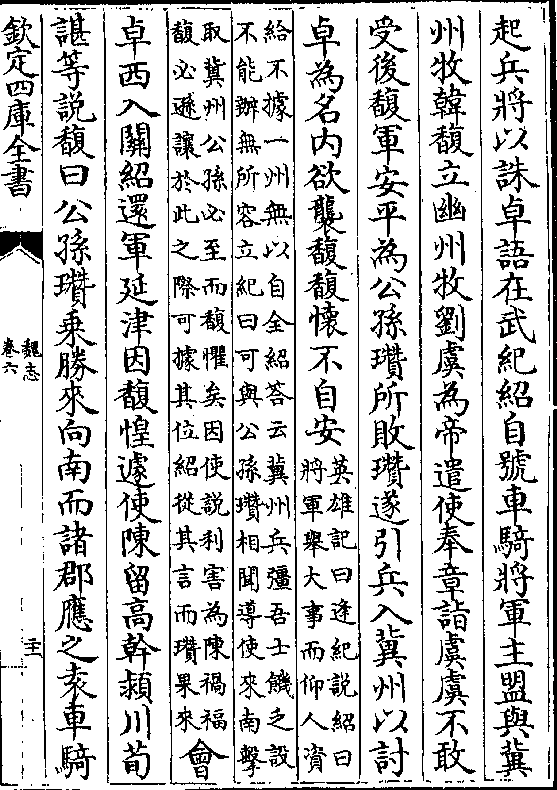 起兵將以誅卓語在武紀紹自號車騎將軍主盟與冀
州牧韓馥立幽州牧劉虞為帝遣使奉章詣虞虞不敢
受後馥軍安平為公孫瓚所敗瓚遂引兵入冀州以討
卓為名内欲襲馥馥懷不自安
英雄記曰逄紀說紹曰
將軍舉大事而仰人資
給不據一州無以自全紹答云冀州兵彊吾士饑乏設
不能辦無所容立紀曰可與公孫瓚相聞導使來南擊
取冀州公孫必至而馥懼矣因使說利害為陳禍福
馥必遜讓於此之際可據其位紹從其言而瓚果來
會
卓西入關紹還軍延津因馥惶遽使陳留高幹潁川荀
諶等説馥曰公孫瓚乗勝來向南而諸郡應之袁車騎
欽定四庫全書
魏志
卷六